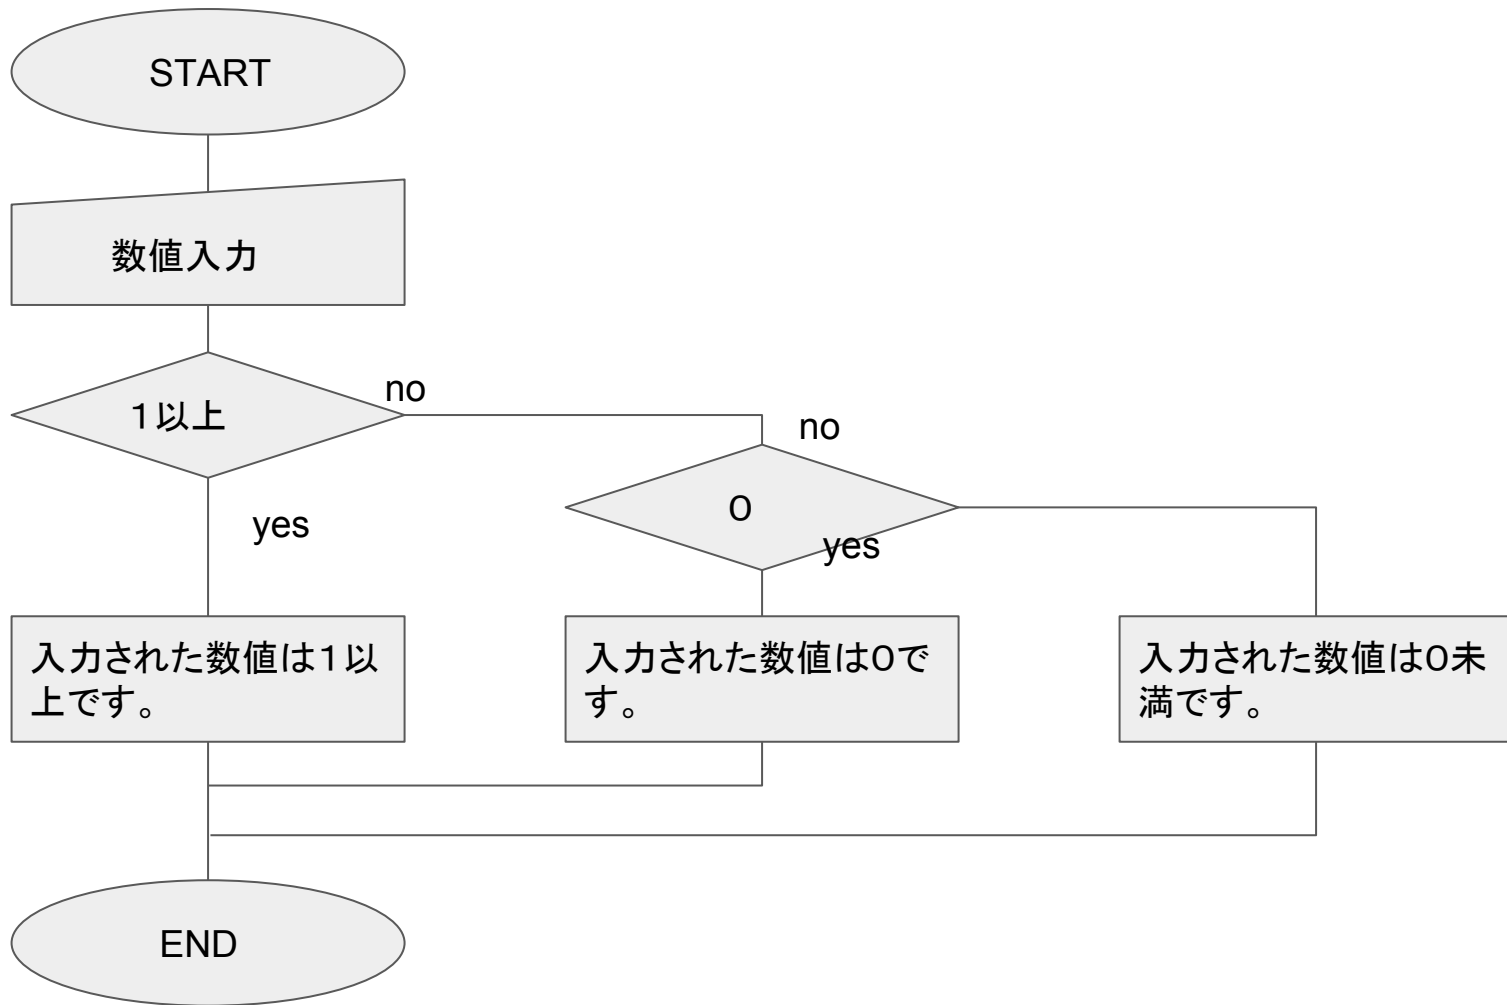 START
数値入力
１以上
no
yes
no
０
yes
入力された数値は１以
上です。
入力された数値は０で
す。
入力された数値は０未
満です。
END